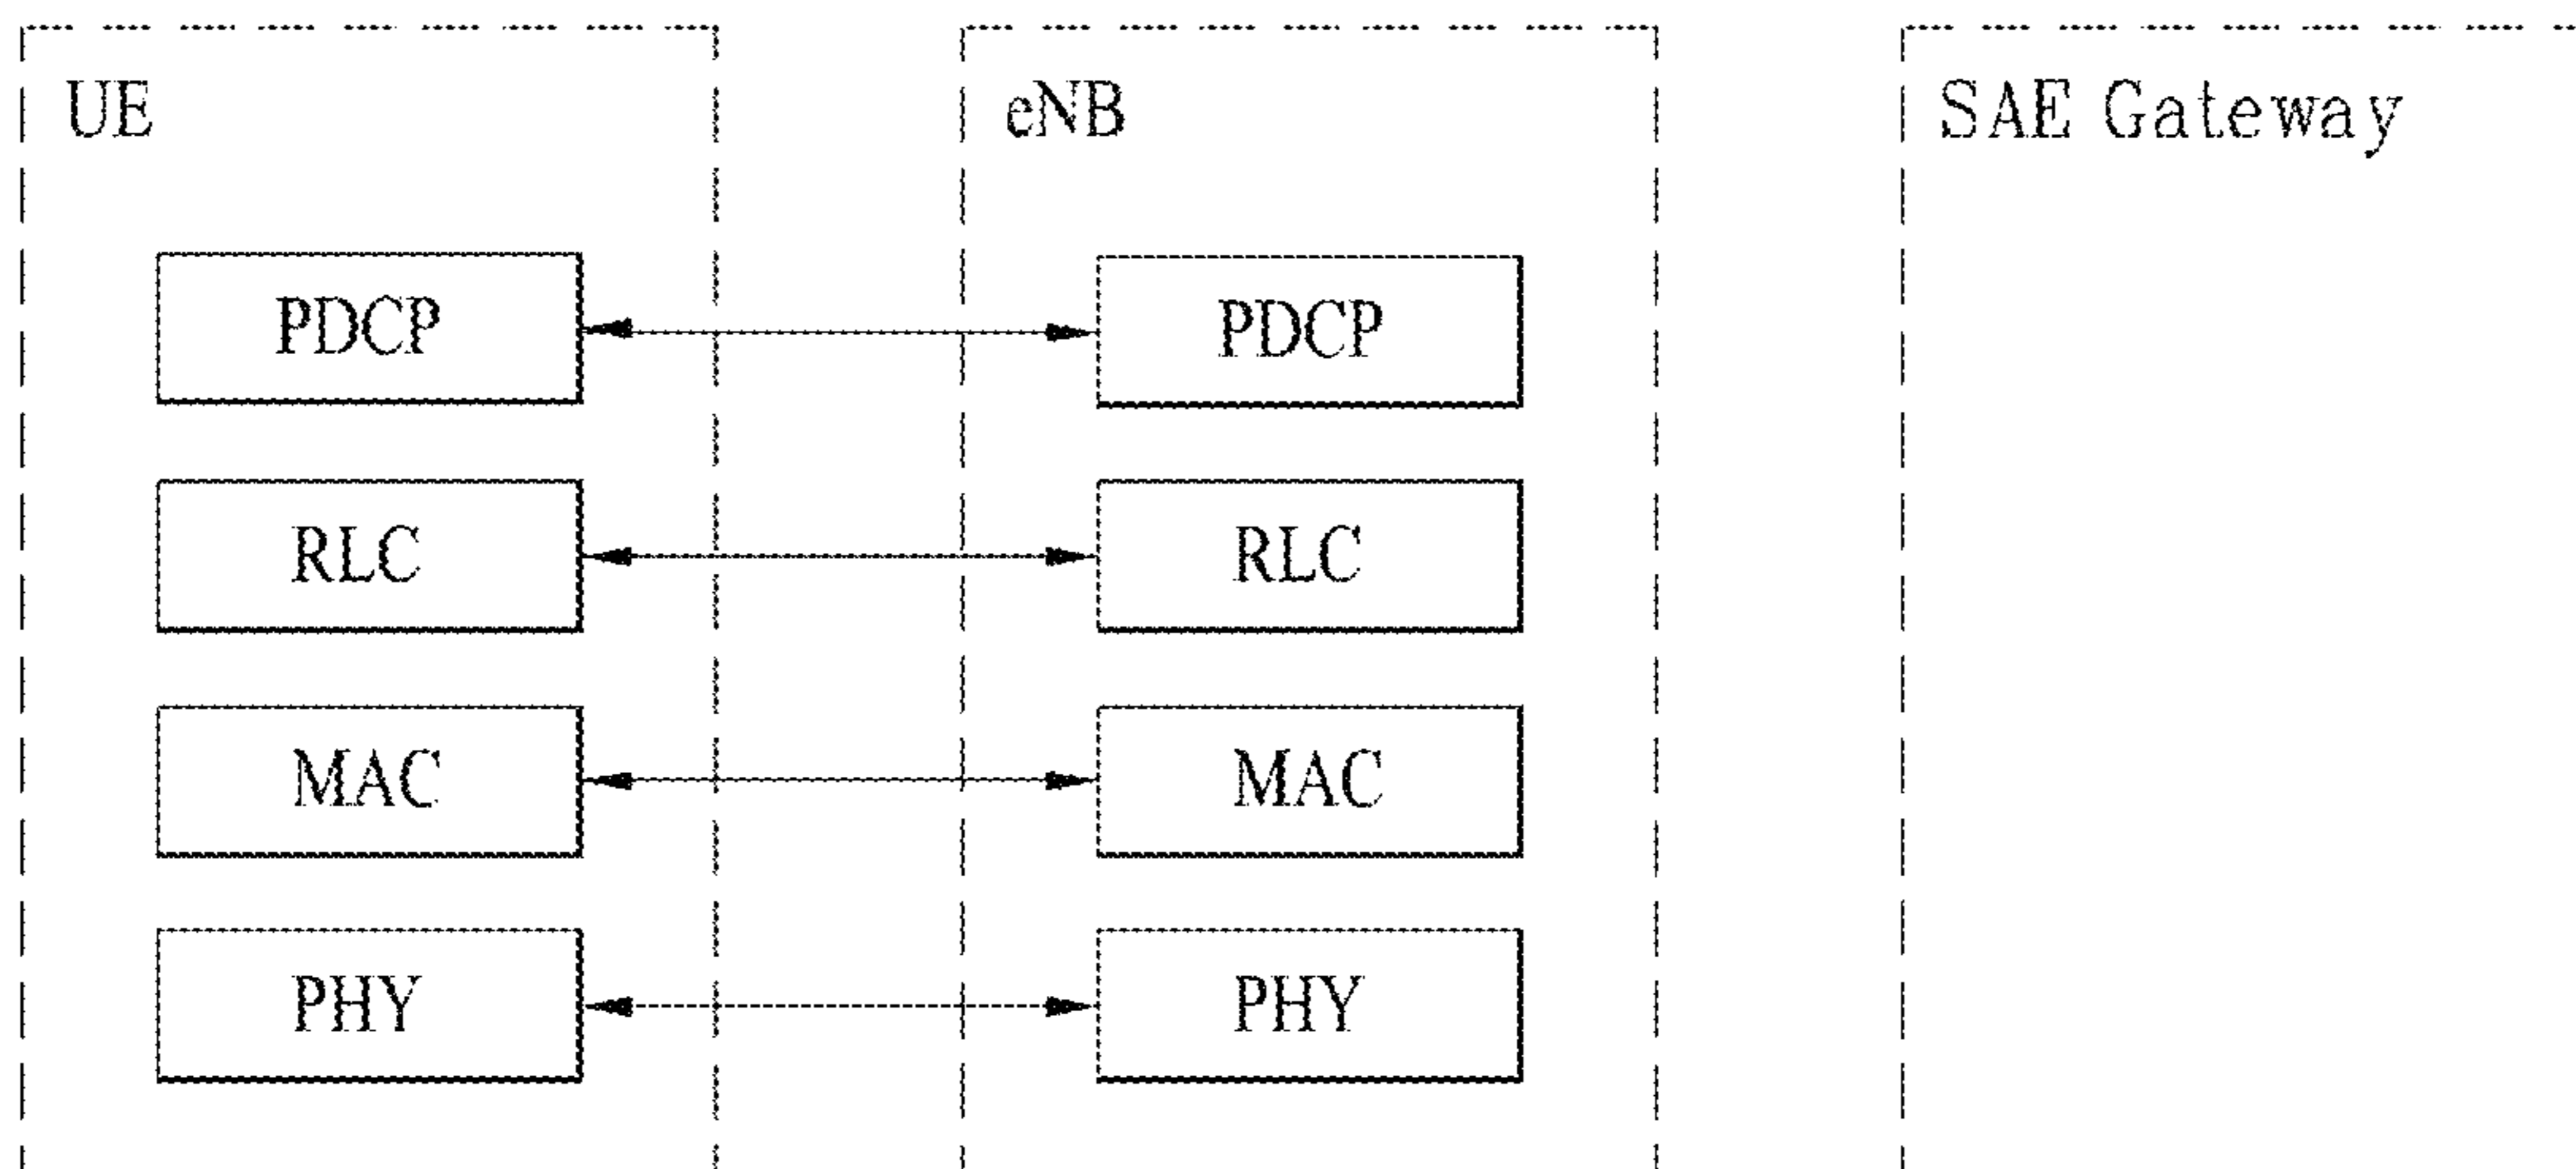 UE
eNB
SAE Gateway
PDCP
PDCP
RLC
RLC
MAC
MAC
PHY
PHY